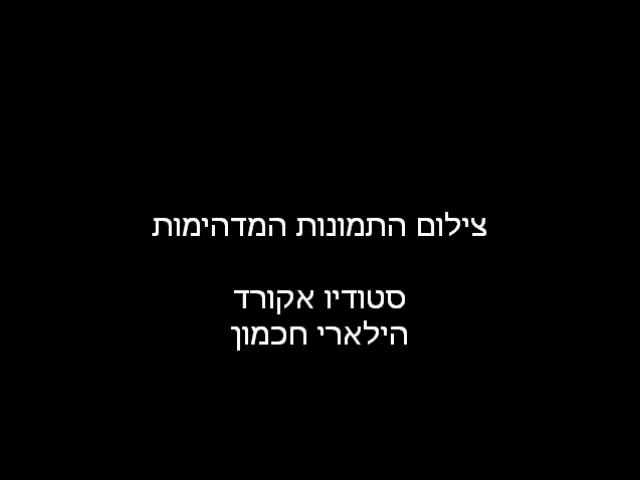 צילום התמונות המדהימות
סטודיו אקורד
הילארי חכמון